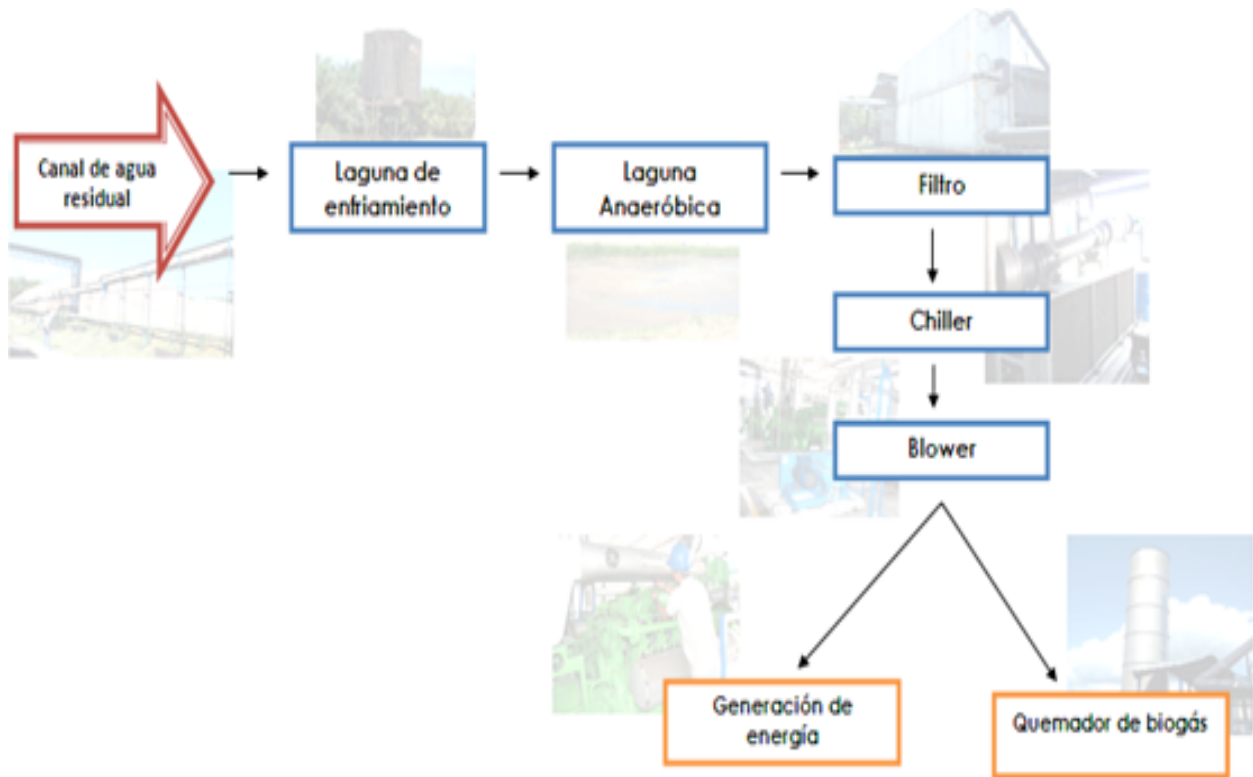 Canal de agua
residual
Laguna de
enfriamiento
Laguna
Anaeróbica
Filtro
Chiller
Blower
Generación de
energía
Quemador de biogás